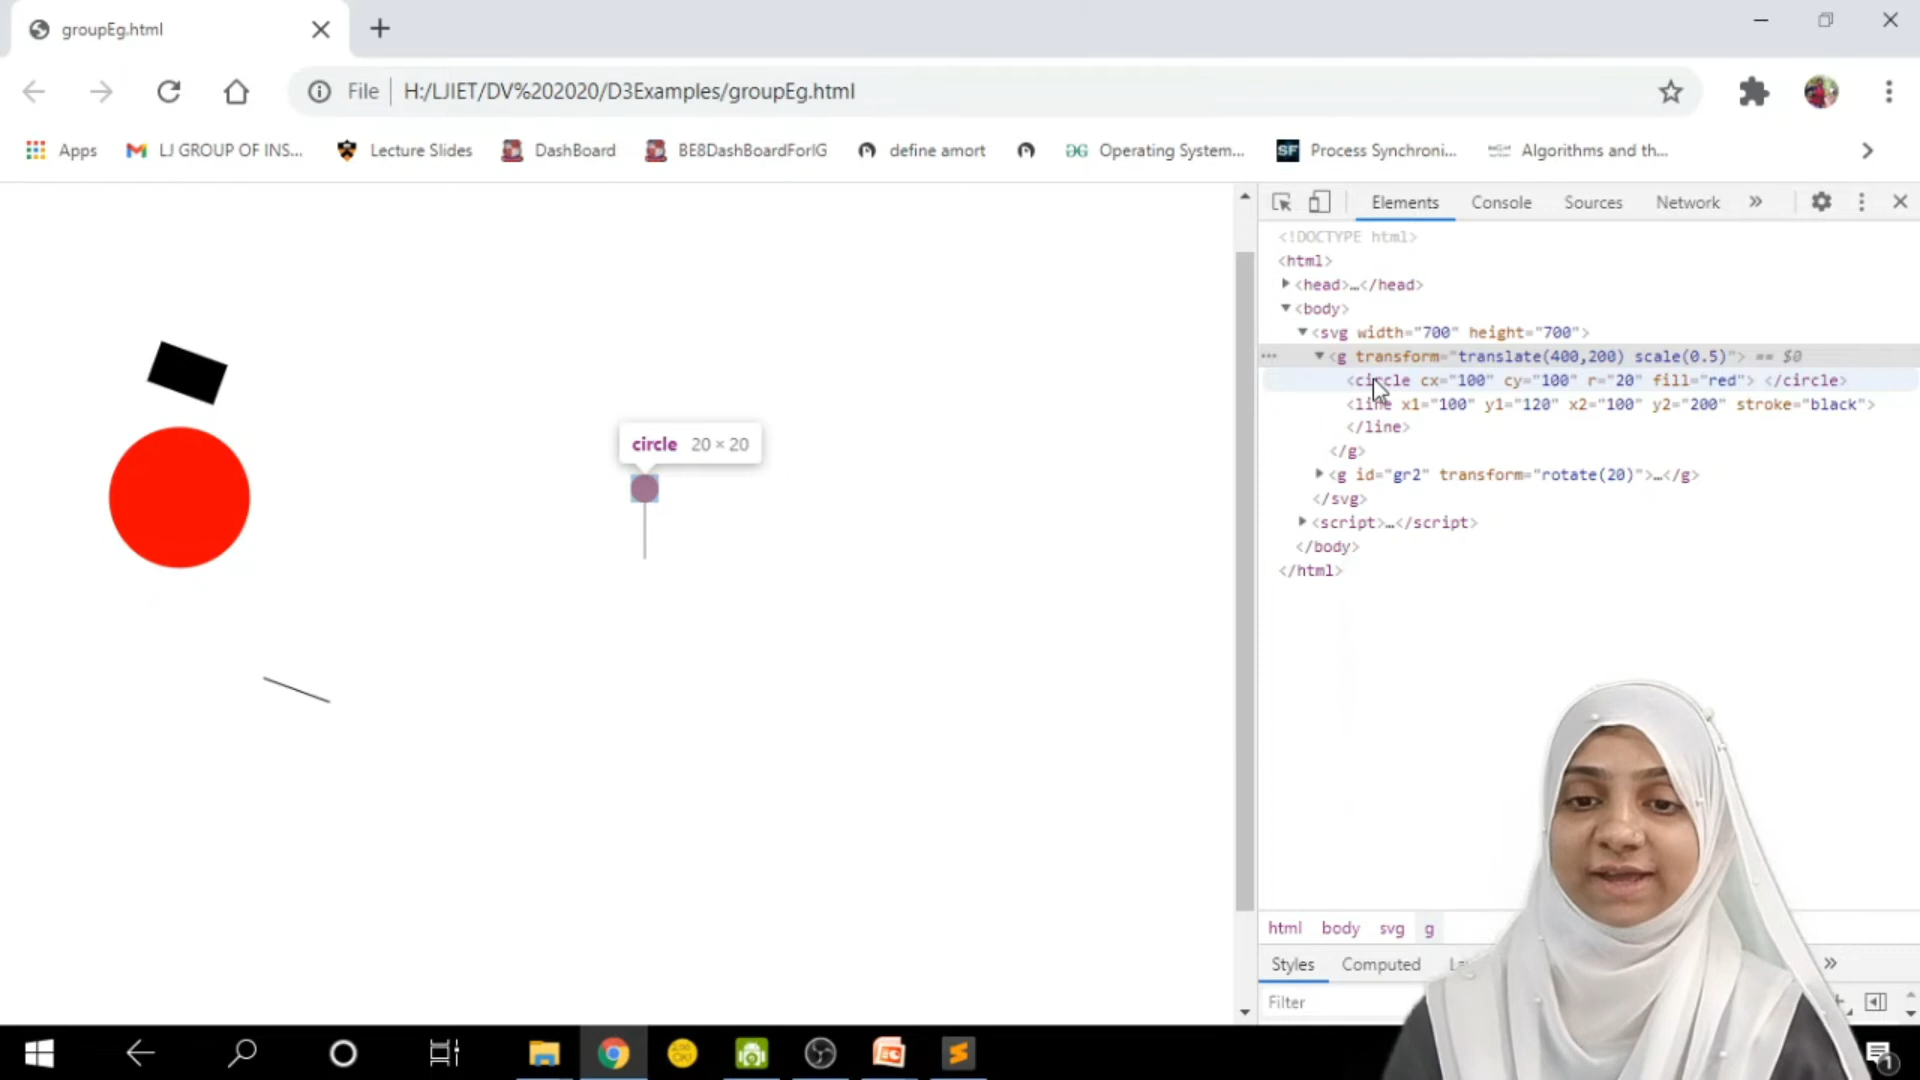 groupEg.html
File | H:/LJIET/DV%202020/D3Examples/groupEg.html
Apps LJ GROUP OF INS... Lecture Slides DashBoard BE8DashBoardForIG define amort Operating System... SF Process Synchroni... Algorithms and th...
Elements Console Sources Network »
<!DOCTYPE html>
<html>
<head>…</head>
<body>
<svg width="700" height="700">
… <g transform="translate(400,200) scale(0.5)"> == $0
<circle cx="100" cy="100" r="20" fill="red"> </circle>
<line x1="100" y1="120" x2="100" y2="200" stroke="black">
</line>
</g>
<g id="gr2" transform="rotate(20)">…</g>
</svg>
<script>…</script>
</body>
</html>
circle 20 × 20
html body svg g
Styles Computed »
Filter
1